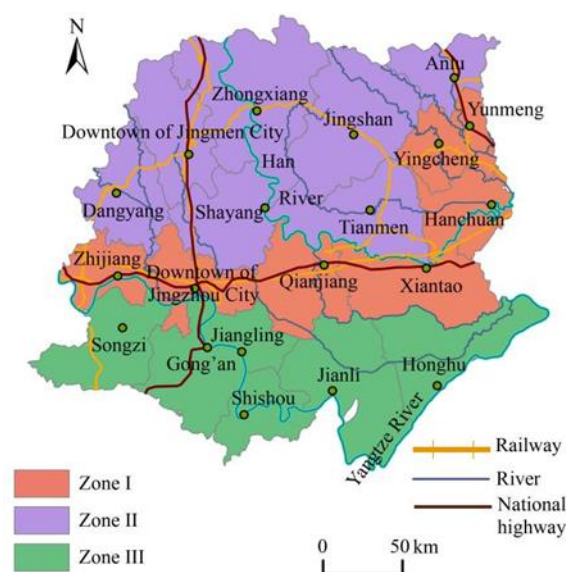 N
Anlu
Zhongxiang
Yunmeng
Jingshan
Downtown of Jingmen City
Yingcheng
Han
Dangyang
Shayang
River
Hanchuan
Tianmen
Zhijiang
Downtown of
Jingzhou City
Qianjiang
Xiantao
Songzi
Jiangling
Gong’an
Jianli
Honghu
Shishou
Yangtze River
Railway
River
National
highway
Zone I
Zone II
Zone III
0 50 km